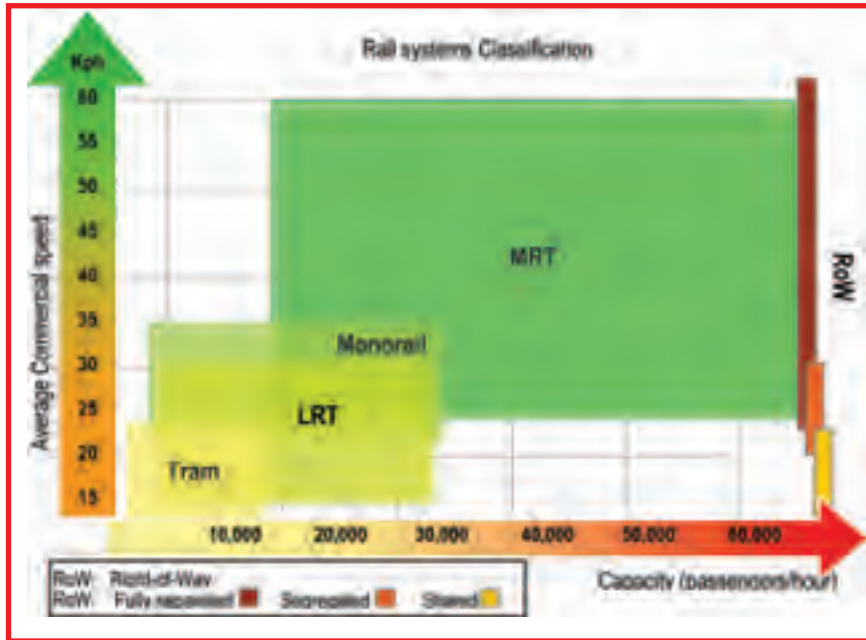 Rail systems Classification
Kph
60
55
50
45
40
35
30
25
20
15
Average Commercial speed
MRT
Monorail
LRT
Tram
RoW
10,000 20,000 30,000 40,000 50,000 60,000
Capacity (passengers/hour)
RoW: Right-of-Way
RoW: Fully separated Segregated Shared